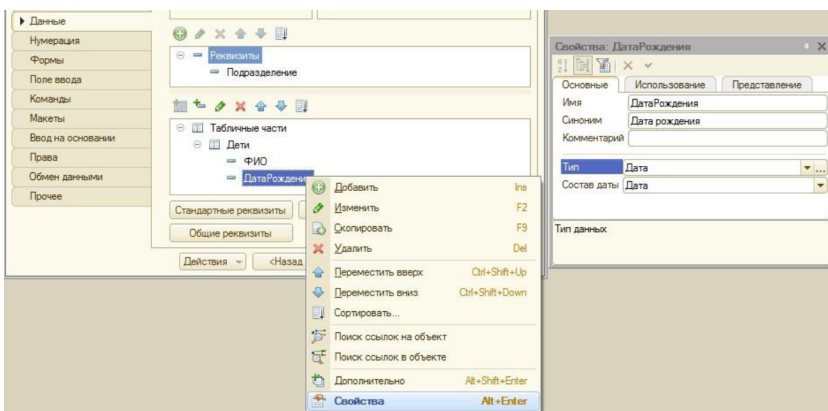 Данные
Нумерация
Формы
Поле ввода
Команды
Макеты
Ввод на основании
Права
Обмен данными
Прочее
Реквизиты
Подразделение
Табличные части
Дети
ФИО
ДатаРождения
Стандартные реквизиты
Общие реквизиты
Действия
<Назад
Добавить Ins
Изменить F2
Скопировать F9
Удалить Del
Переместить вверх Ctrl+Shift+Up
Переместить вниз Ctrl+Shift+Down
Сортировать...
Поиск ссылок на объект
Поиск ссылок в объекте
Дополнительно Alt+Shift+Enter
Свойства Alt+Enter
Свойства: ДатаРождения
Основные Использование Представление
Имя ДатаРождения
Синоним Дата рождения
Комментарий
Тип Дата
Состав даты Дата
Тип данных